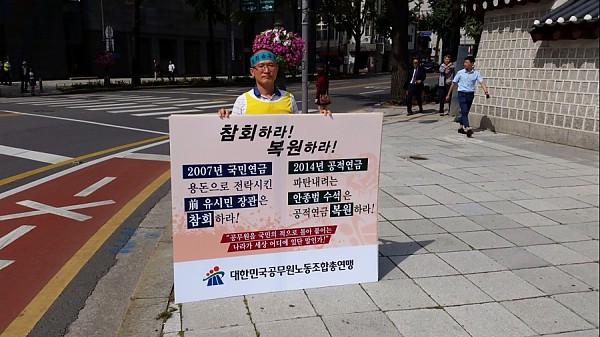 참회하라!
복원하라!
2007년 국민연금
용돈으로 전락시킨
前 유시민 장관은
참회하라!
2014년 공적연금
파탄내려는
안종범 수석은
공적연금 복원하라!
"공무원을 국민의 적으로 몰아 붙이는
나라가 세상 어디에 있단 말인가!"
대한민국공무원노동조합총연맹